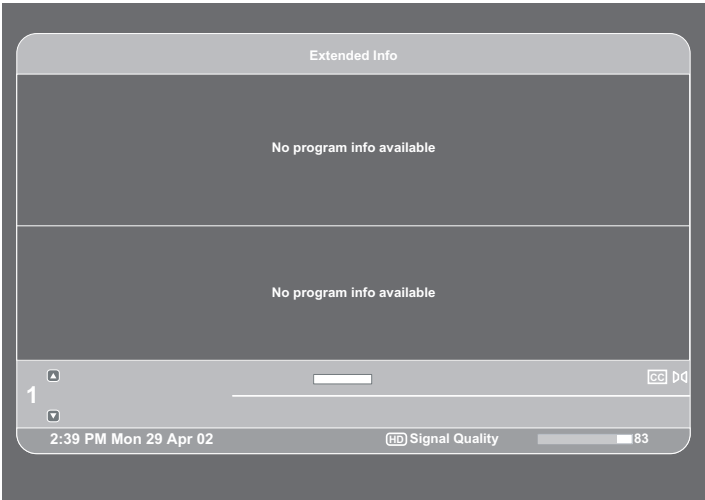 Extended Info
No program info available
No program info available
1
CC
2:39 PM Mon 29 Apr 02 HD Signal Quality 83